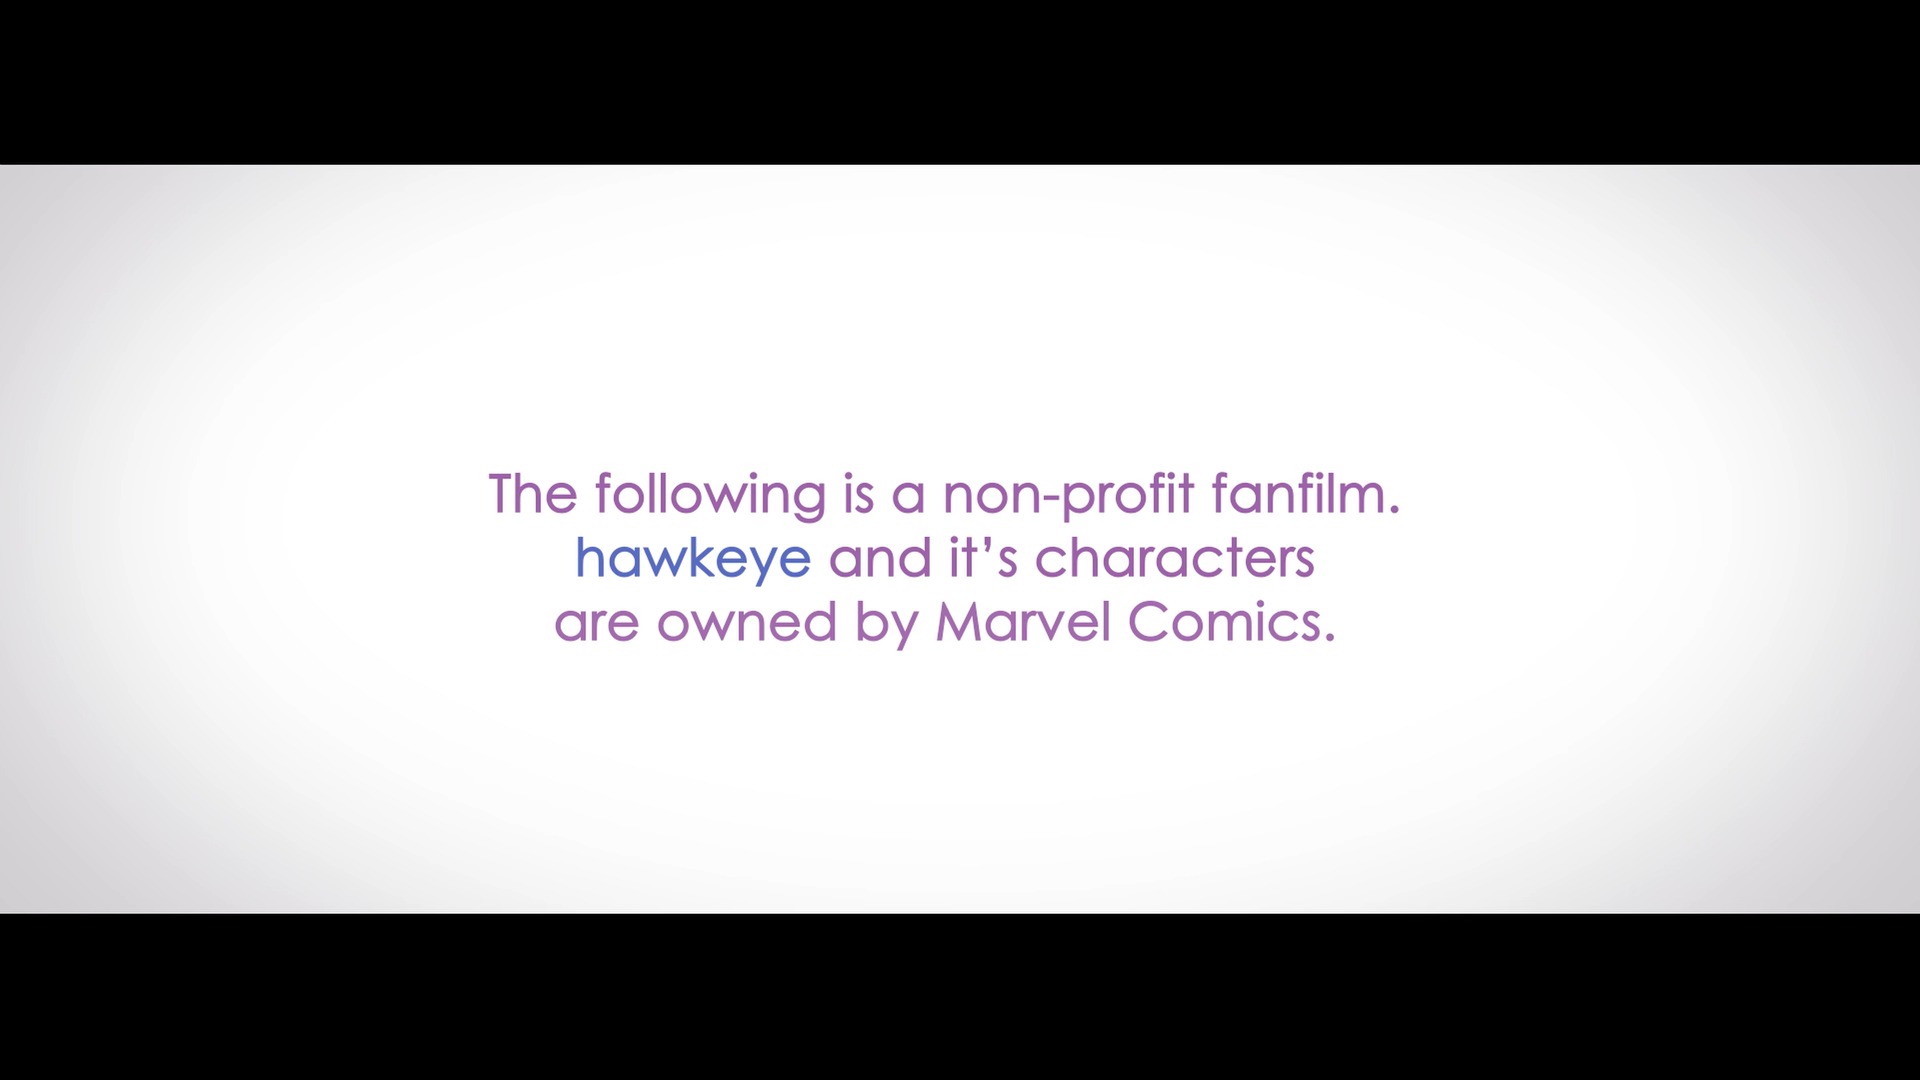 The following is a non-profit fanfilm.
hawkeye and it’s characters
are owned by Marvel Comics.